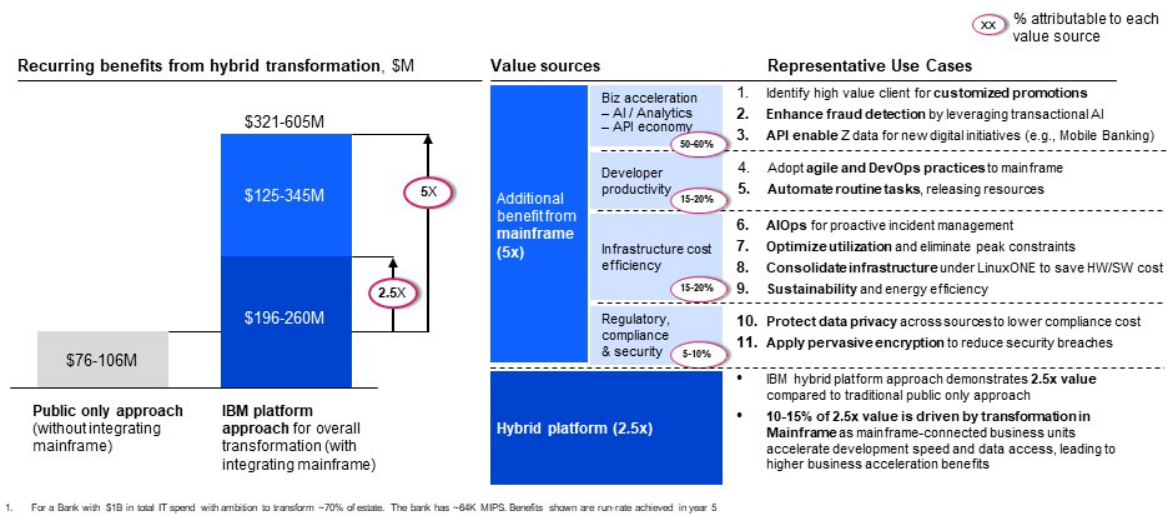 xx
% attributable to each
value source
Recurring benefits from hybrid transformation, $M
$321-605M
$125-345M
5X
2.5X
$196-260M
$76-106M
Public only approach
(without integrating
mainframe)
IBM platform
approach for overall
transformation (with
integrating mainframe)
Value sources
Representative Use Cases
Additional
benefit from
mainframe
(5x)
Biz acceleration
– AI / Analytics
– API economy
50-60%
1. Identify high value client for customized promotions
2. Enhance fraud detection by leveraging transactional AI
3. API enable Z data for new digital initiatives (e.g., Mobile Banking)
Developer
productivity
15-20%
4. Adopt agile and DevOps practices to mainframe
5. Automate routine tasks, releasing resources
Infrastructure cost
efficiency
15-20%
6. AIOps for proactive incident management
7. Optimize utilization and eliminate peak constraints
8. Consolidate infrastructure under LinuxONE to save HW/SW cost
9. Sustainability and energy efficiency
Regulatory,
compliance
& security
5-10%
10. Protect data privacy across sources to lower compliance cost
11. Apply pervasive encryption to reduce security breaches
Hybrid platform (2.5x)
• IBM hybrid platform approach demonstrates 2.5x value
compared to traditional public only approach
• 10-15% of 2.5x value is driven by transformation in
Mainframe as mainframe-connected business units
accelerate development speed and data access, leading to
higher business acceleration benefits
1. For a Bank with $1B in total IT spend with ambition to transform ~70% of estate. The bank has ~64K MIPS. Benefits shown are run-rate achieved in year 5